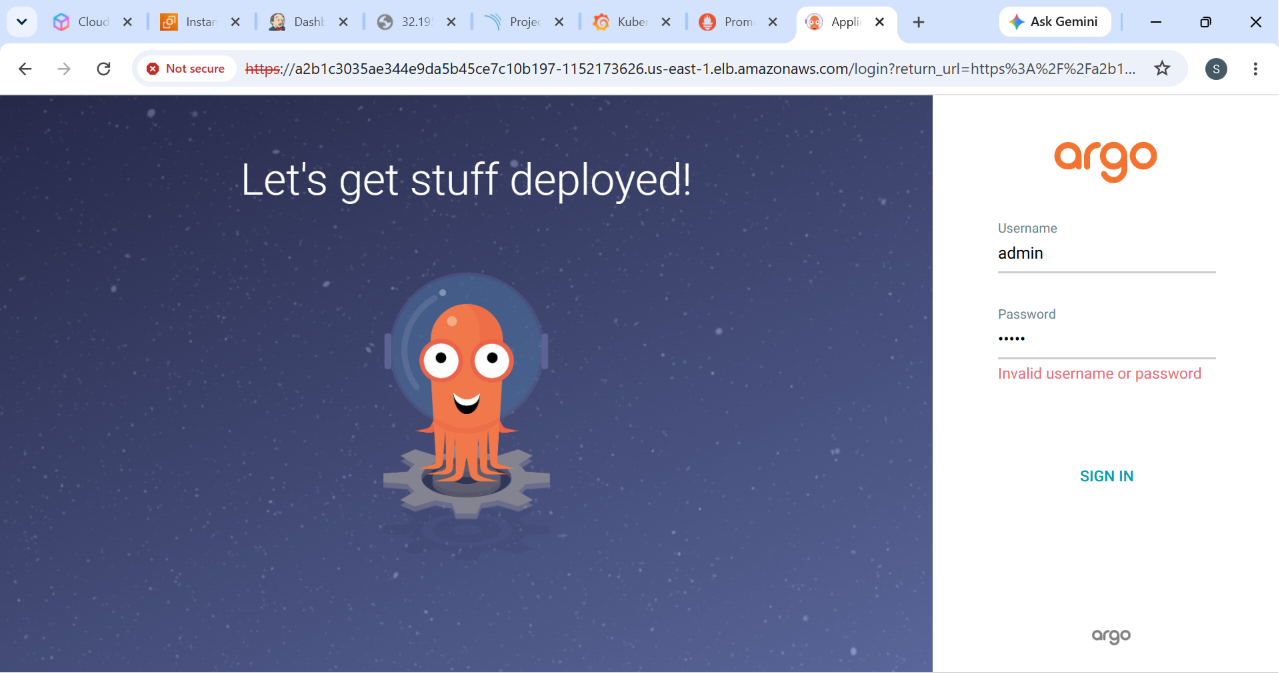 Cloud
Instan
Dashb
32.19
Projec
Kuber
Prom
Applic
Ask Gemini
Not secure
https://a2b1c3035ae344e9da5b45ce7c10b197-1152173626.us-east-1.elb.amazonaws.com/login?return_url=https%3A%2F%2Fa2b1...
S
Let's get stuff deployed!
argo
Username
admin
Password
•••••
Invalid username or password
SIGN IN
argo